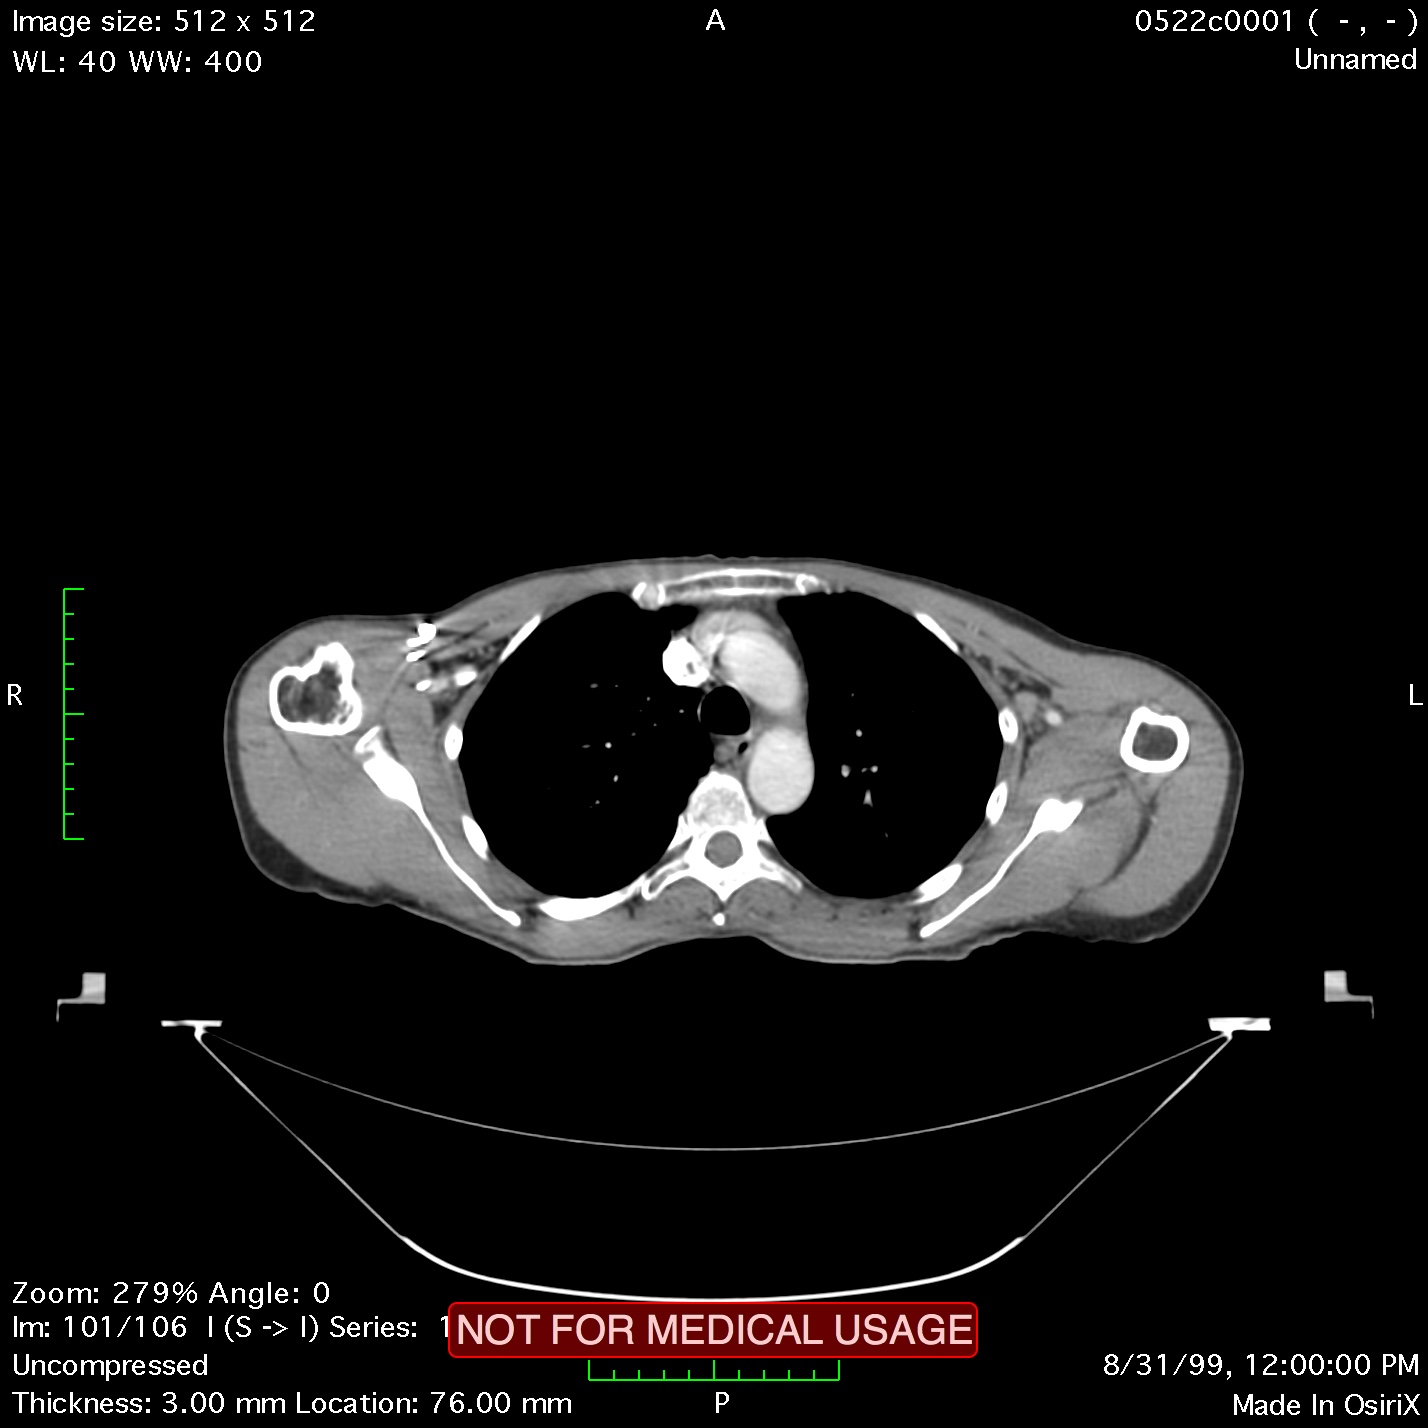 Image size: 512 x 512
WL: 40 WW: 400
A
0522c0001 ( - , - )
Unnamed
R
L
Zoom: 279% Angle: 0
Im: 101/106 I (S -> I) Series: 1
Uncompressed
Thickness: 3.00 mm Location: 76.00 mm
NOT FOR MEDICAL USAGE
P
8/31/99, 12:00:00 PM
Made In OsiriX